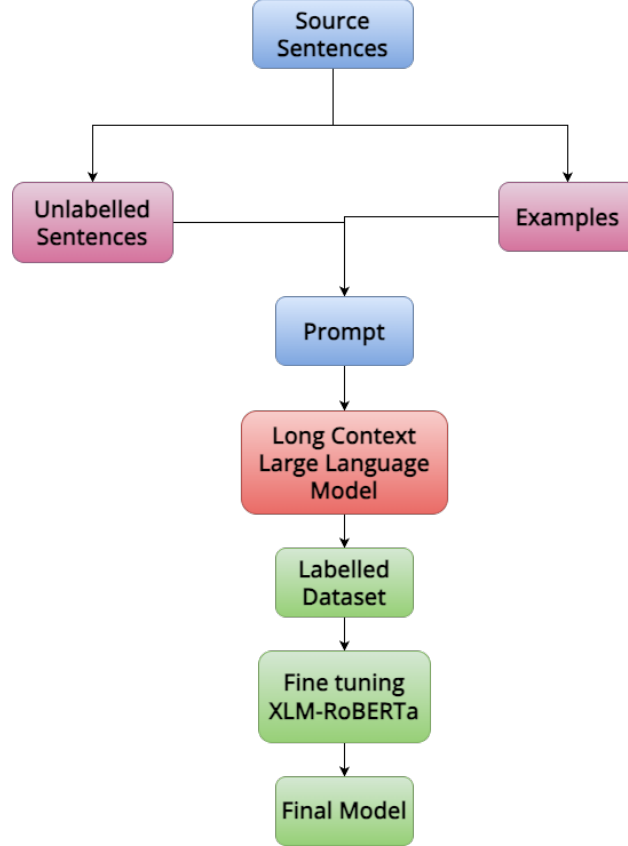 Source
Sentences
Unlabelled
Sentences
Examples
Prompt
Long Context
Large Language
Model
Labelled
Dataset
Fine tuning
XLM-RoBERTa
Final Model